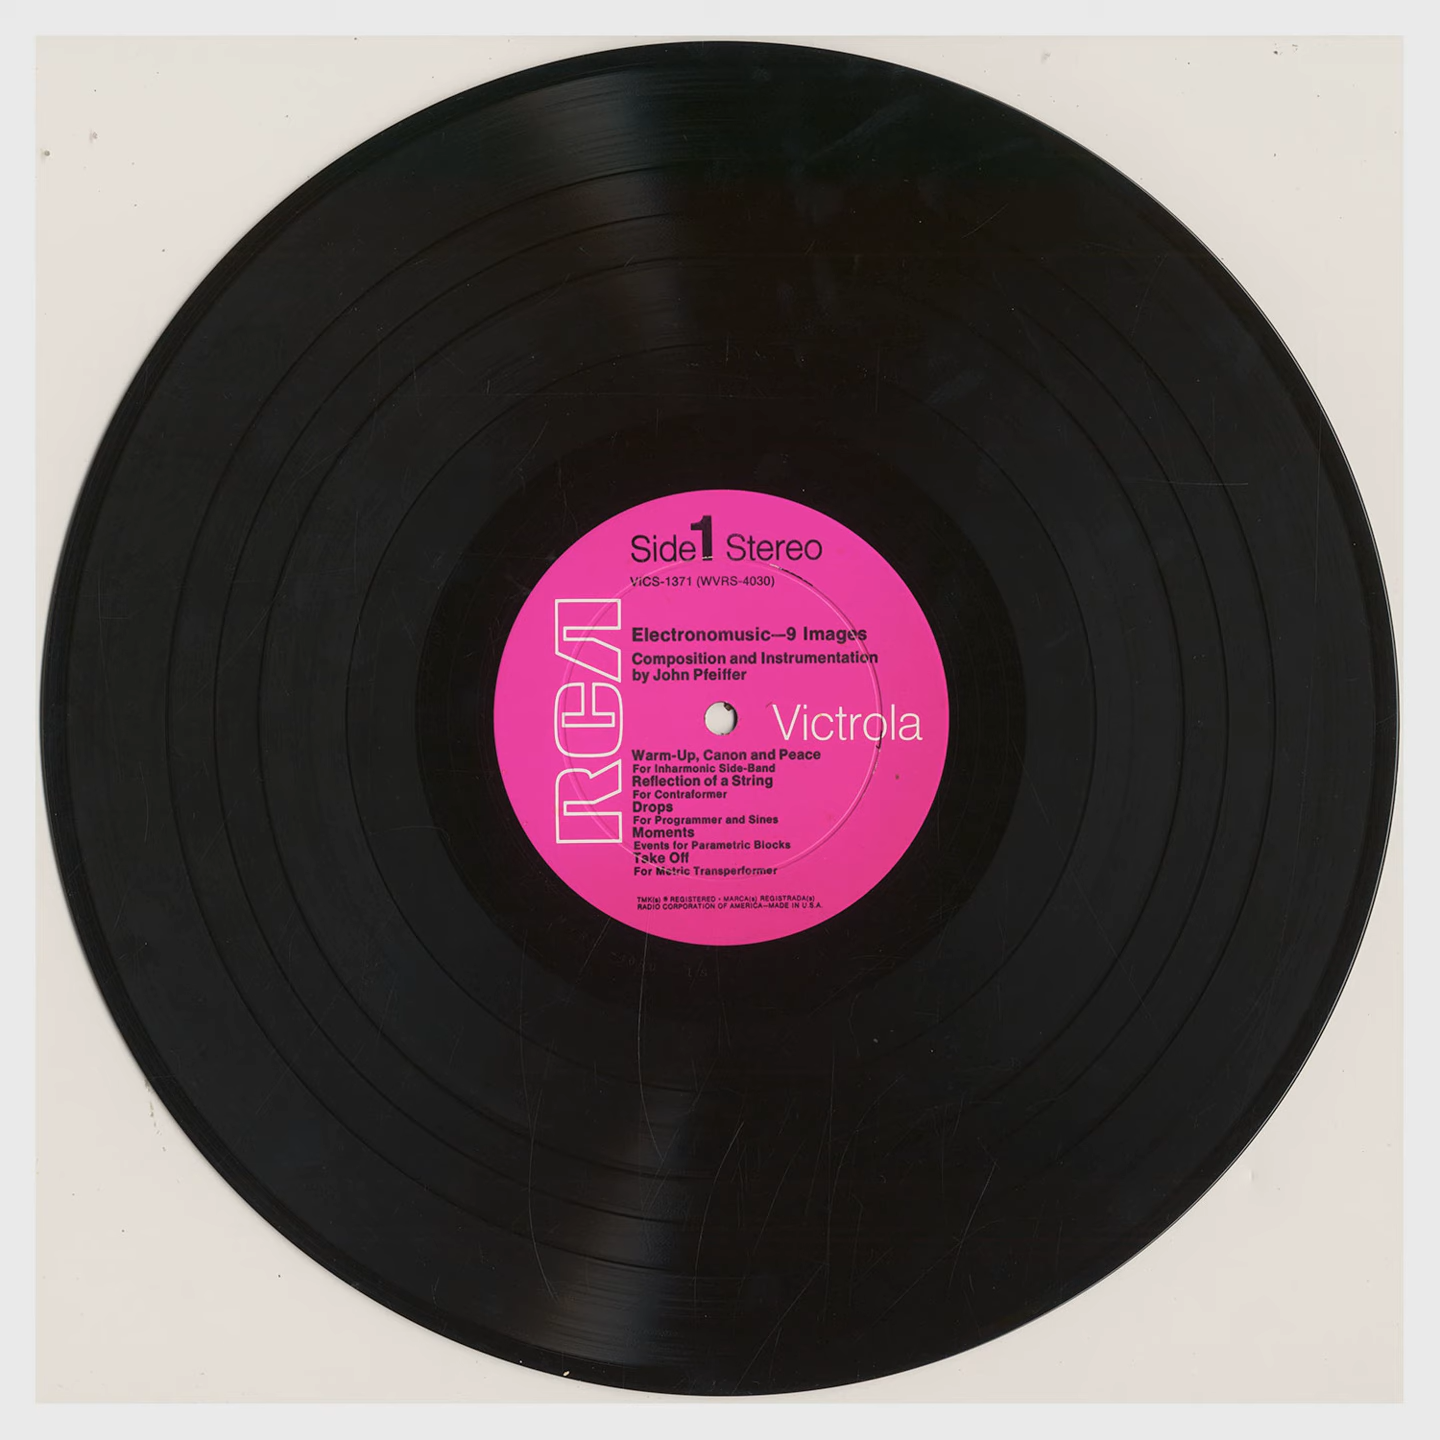 Side 1 Stereo
VICS-1371 (WVRS-4030)
RCA
Electronomusic—9 Images
Composition and Instrumentation
by John Pfeiffer
Victrola
Warm-Up, Canon and Peace
For Inharmonic Side-Band
Reflection of a String
For Contraformer
Drops
For Programmer and Sines
Moments
Events for Parametric Blocks
Take Off
For Metric Transperformer
TMK(s) ® REGISTERED • MARCA(s) REGISTRADA(s)
RADIO CORPORATION OF AMERICA—MADE IN U.S.A.